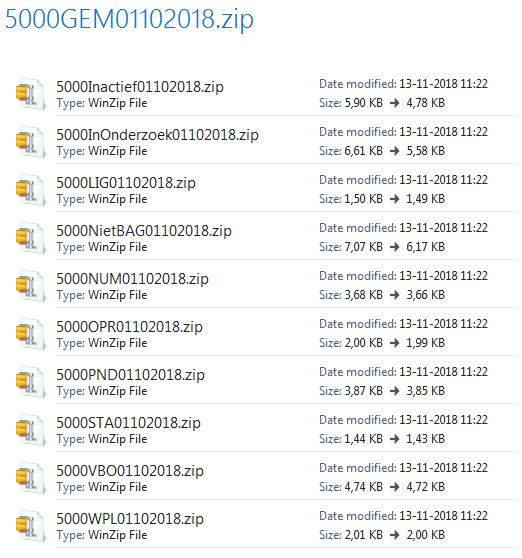 5000GEM01102018.zip
5000Inactief01102018.zip Date modified: 13-11-2018 11:22
Type: WinZip File Size: 5,90 KB ➔ 4,78 KB
5000InOnderzoek01102018.zip Date modified: 13-11-2018 11:22
Type: WinZip File Size: 6,61 KB ➔ 5,58 KB
5000LIG01102018.zip Date modified: 13-11-2018 11:22
Type: WinZip File Size: 1,50 KB ➔ 1,49 KB
5000NietBAG01102018.zip Date modified: 13-11-2018 11:22
Type: WinZip File Size: 7,07 KB ➔ 6,17 KB
5000NUM01102018.zip Date modified: 13-11-2018 11:22
Type: WinZip File Size: 3,68 KB ➔ 3,66 KB
5000OPR01102018.zip Date modified: 13-11-2018 11:22
Type: WinZip File Size: 2,00 KB ➔ 1,99 KB
5000PND01102018.zip Date modified: 13-11-2018 11:22
Type: WinZip File Size: 3,87 KB ➔ 3,85 KB
5000STA01102018.zip Date modified: 13-11-2018 11:22
Type: WinZip File Size: 1,44 KB ➔ 1,43 KB
5000VBO01102018.zip Date modified: 13-11-2018 11:22
Type: WinZip File Size: 4,74 KB ➔ 4,72 KB
5000WPL01102018.zip Date modified: 13-11-2018 11:22
Type: WinZip File Size: 2,01 KB ➔ 2,00 KB